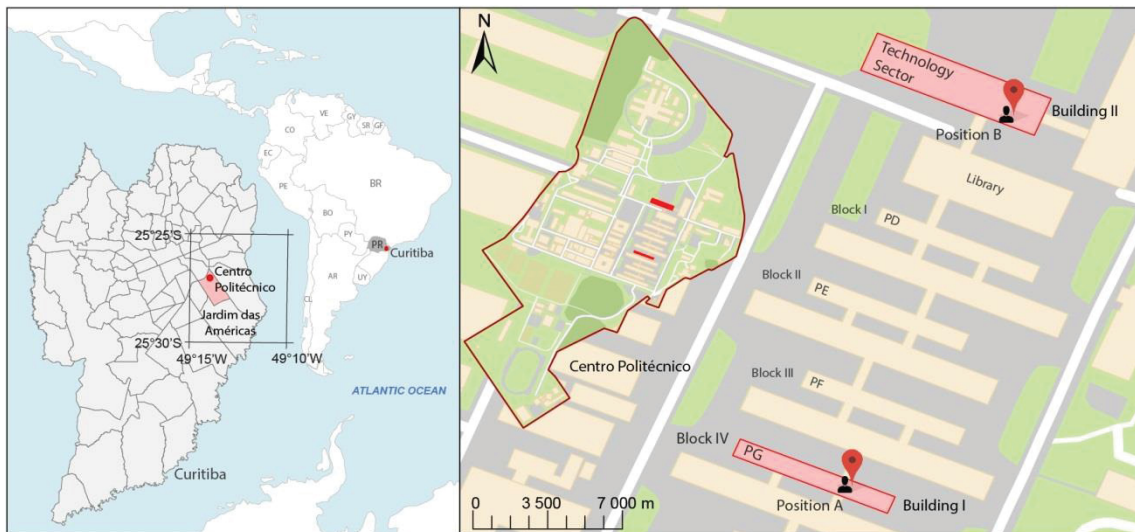 VE
GY
SR
GF
CO
EC
PE
BR
BO
PY
PR
Curitiba
AR
UY
CL
25°25'S
Centro
Politécnico
Jardim das
Américas
25°30'S
49°15'W
49°10'W
ATLANTIC OCEAN
Curitiba
N
Centro Politécnico
0 3 500 7 000 m
Technology
Sector
Building II
Position B
Library
Block I
PD
Block II
PE
Block III
PF
Block IV
PG
Position A
Building I